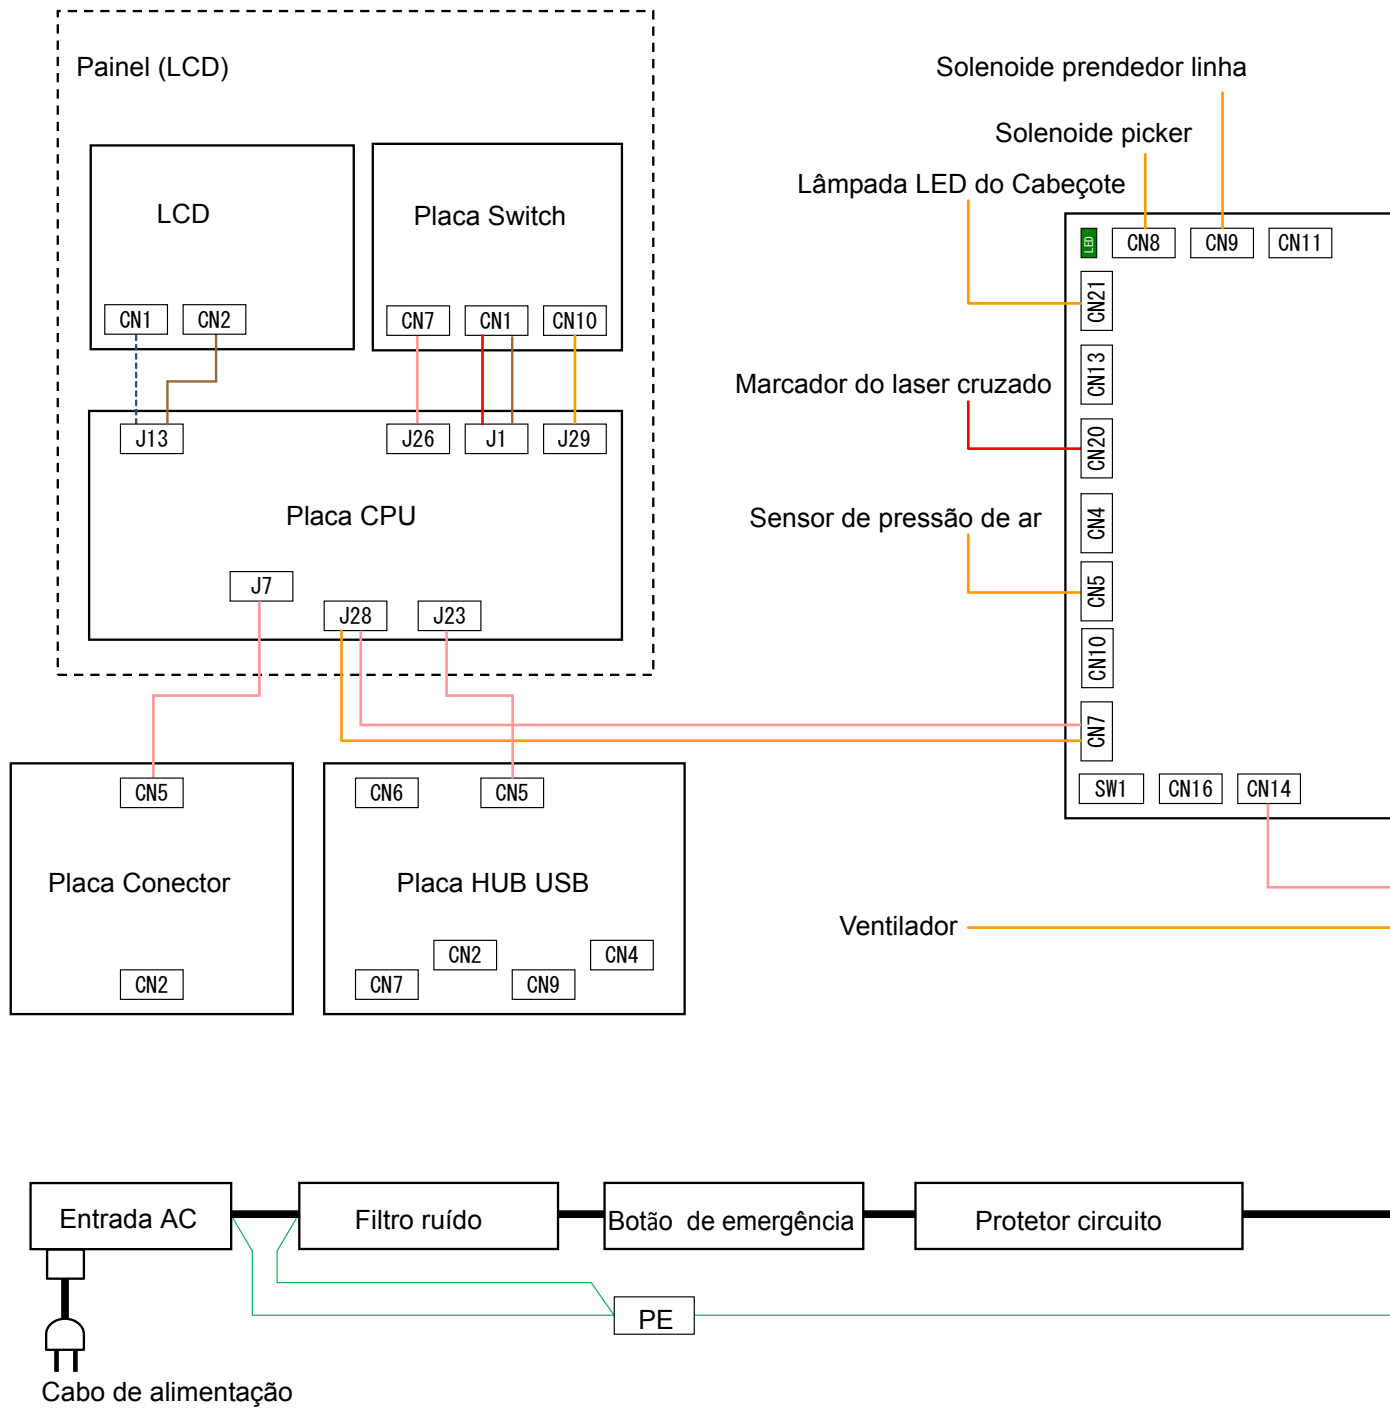 Painel (LCD)
LCD
CN1
CN2
Placa Switch
CN7
CN1
CN10
J13
J26
J1
J29
Placa CPU
J7
J28
J23
CN5
Placa Conector
CN2
CN6
CN5
Placa HUB USB
CN2
CN4
CN7
CN9
Solenoide prendedor linha
Solenoide picker
Lâmpada LED do Cabeçote
LED
CN8
CN9
CN11
CN21
CN13
Marcador do laser cruzado
CN20
CN4
Sensor de pressão de ar
CN5
CN10
CN7
SW1
CN16
CN14
Ventilador
Entrada AC
Filtro ruído
Botão de emergência
Protetor circuito
PE
Cabo de alimentação